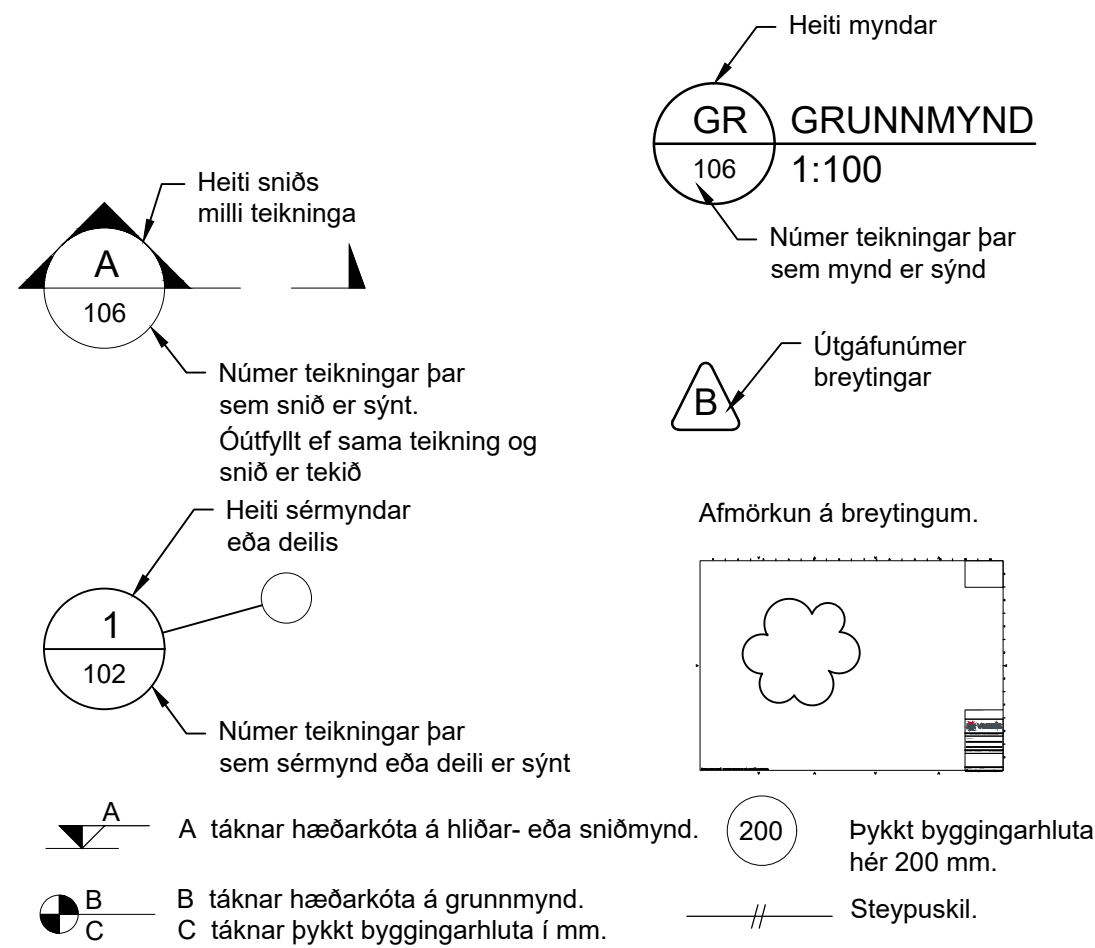 Heiti sniðs
milli teikninga
A
106
Númer teikningar þar
sem snið er sýnt.
Óútfyllt ef sama teikning og
snið er tekið
Heiti sérmyndar
eða deilis
1
102
Númer teikningar þar
sem sérmynd eða deili er sýnt
A
A táknar hæðarkóta á hliðar- eða sniðmynd.
B
C
B táknar hæðarkóta á grunnmynd.
C táknar þykkt byggingarhluta í mm.
Heiti myndar
GR GRUNNMYND
106 1:100
Númer teikningar þar
sem mynd er sýnd
Útgáfunúmer
breytingar
B
Afmörkun á breytingum.
200
Þykkt byggingarhluta
hér 200 mm.
Steypuskil.